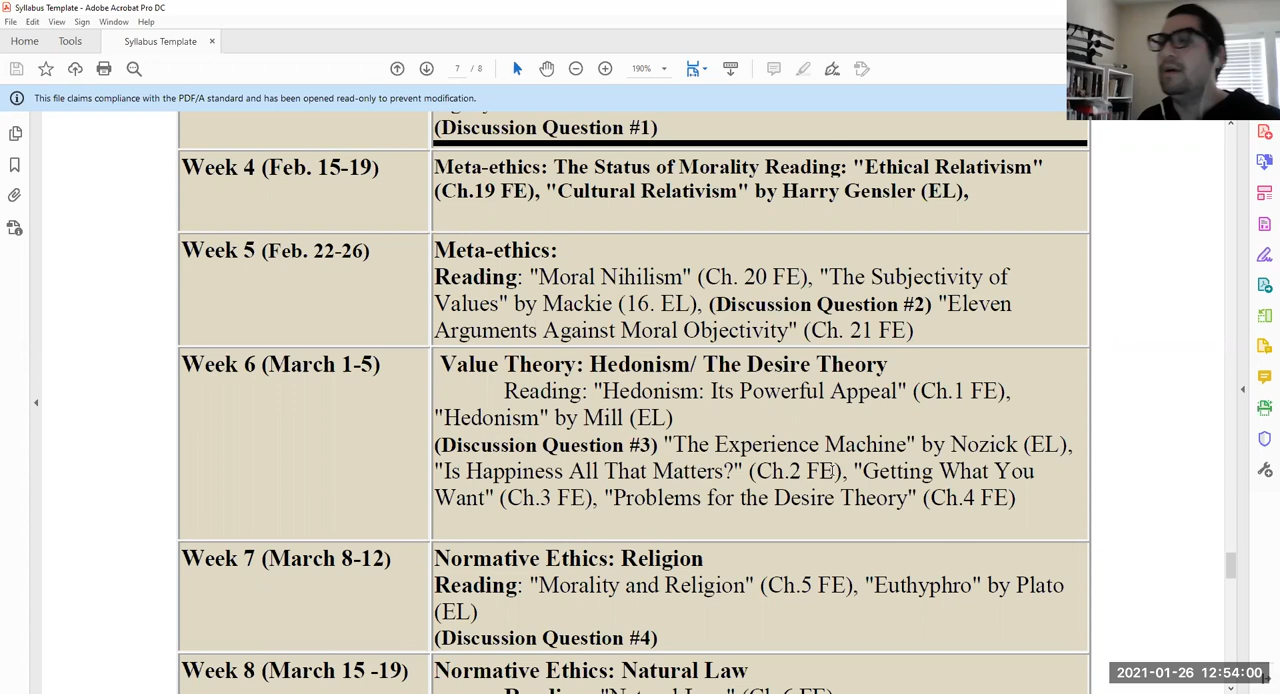 Syllabus Template - Adobe Acrobat Pro DC
File Edit View Sign Window Help
Home Tools Syllabus Template ×
7 / 8 190%
This file claims compliance with the PDF/A standard and has been opened read-only to prevent modification.
(Discussion Question #1)
Week 4 (Feb. 15-19)
Meta-ethics: The Status of Morality Reading: "Ethical Relativism"
(Ch.19 FE), "Cultural Relativism" by Harry Gensler (EL),
Week 5 (Feb. 22-26)
Meta-ethics:
Reading: "Moral Nihilism" (Ch. 20 FE), "The Subjectivity of
Values" by Mackie (16. EL), (Discussion Question #2) "Eleven
Arguments Against Moral Objectivity" (Ch. 21 FE)
Week 6 (March 1-5)
Value Theory: Hedonism/ The Desire Theory
Reading: "Hedonism: Its Powerful Appeal" (Ch.1 FE),
"Hedonism" by Mill (EL)
(Discussion Question #3) "The Experience Machine" by Nozick (EL),
"Is Happiness All That Matters?" (Ch.2 FE), "Getting What You
Want" (Ch.3 FE), "Problems for the Desire Theory" (Ch.4 FE)
Week 7 (March 8-12)
Normative Ethics: Religion
Reading: "Morality and Religion" (Ch.5 FE), "Euthyphro" by Plato
(EL)
(Discussion Question #4)
Week 8 (March 15 -19)
Normative Ethics: Natural Law
Reading: "Natural Law" (Ch.6 FE)
2021-01-26 12:54:00